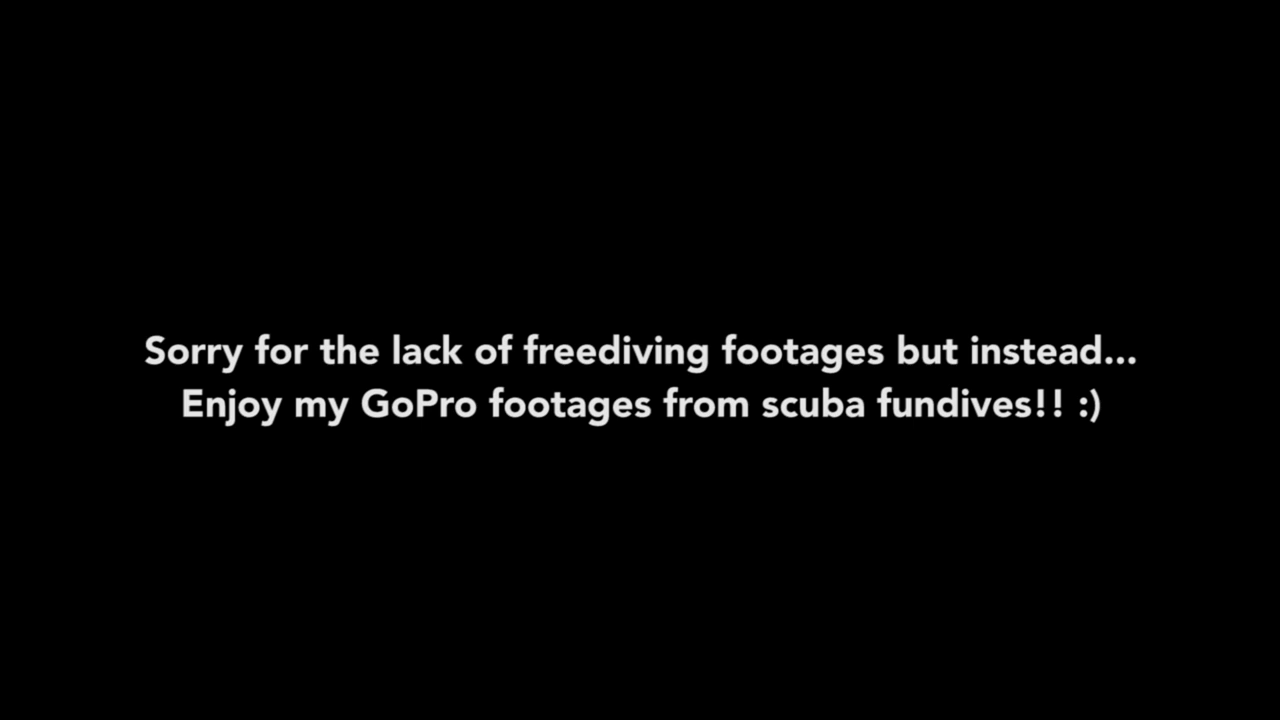 Sorry for the lack of freediving footages but instead...
Enjoy my GoPro footages from scuba fundives!! :)